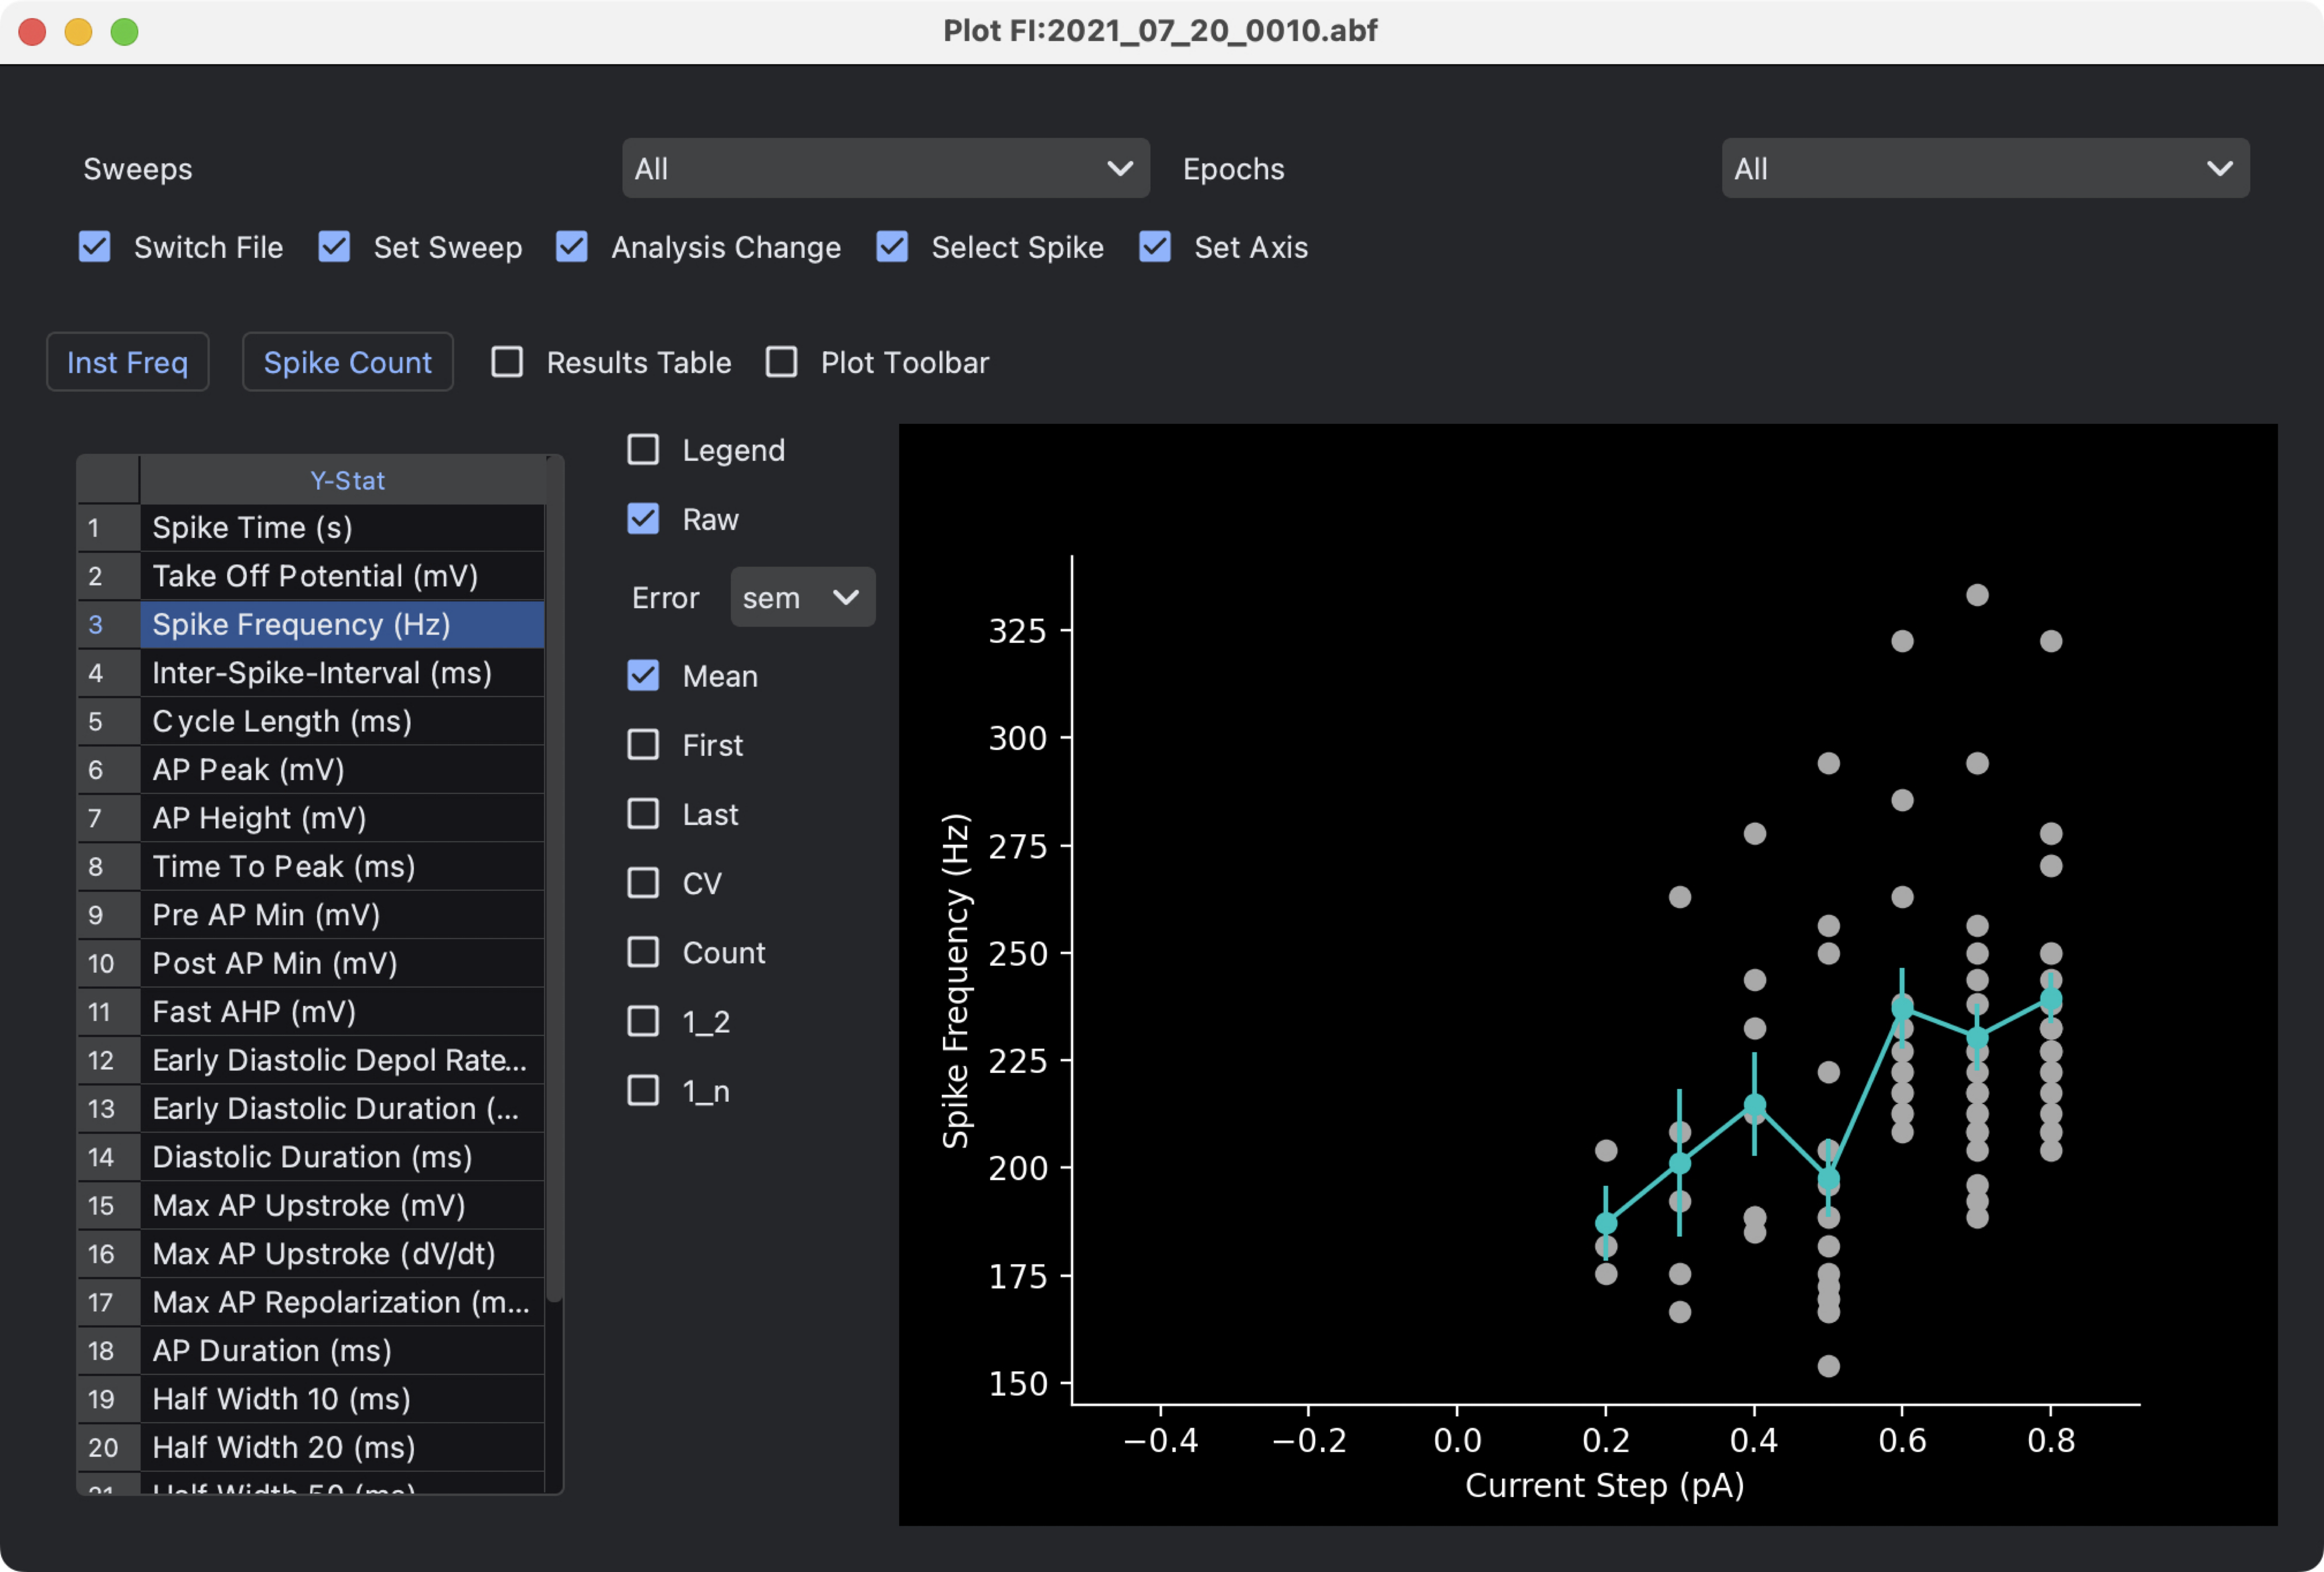 Plot FI:2021_07_20_0010.abf
Sweeps All Epochs All
Switch File Set Sweep Analysis Change Select Spike Set Axis
Inst Freq Spike Count Results Table Plot Toolbar
Y-Stat
1 Spike Time (s)
2 Take Off Potential (mV)
3 Spike Frequency (Hz)
4 Inter-Spike-Interval (ms)
5 Cycle Length (ms)
6 AP Peak (mV)
7 AP Height (mV)
8 Time To Peak (ms)
9 Pre AP Min (mV)
10 Post AP Min (mV)
11 Fast AHP (mV)
12 Early Diastolic Depol Rate...
13 Early Diastolic Duration (...
14 Diastolic Duration (ms)
15 Max AP Upstroke (mV)
16 Max AP Upstroke (dV/dt)
17 Max AP Repolarization (m...
18 AP Duration (ms)
19 Half Width 10 (ms)
20 Half Width 20 (ms)
21 Half Width 50 (ms)
Legend
Raw
Error sem
Mean
First
Last
CV
Count
1_2
1_n
Spike Frequency (Hz)
325
300
275
250
225
200
175
150
−0.4 −0.2 0.0 0.2 0.4 0.6 0.8
Current Step (pA)